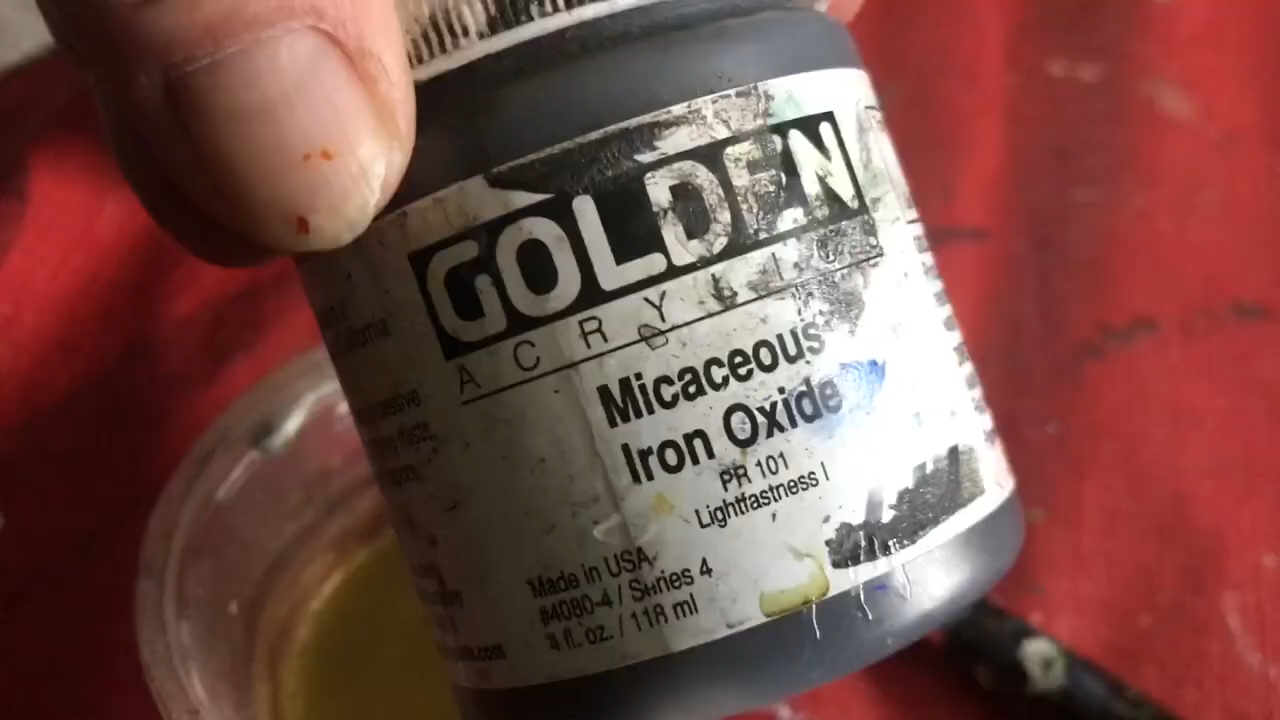 GOLDEN
ACRYLICS
Micaceous
Iron Oxide
PR 101
Lightfastness I
Made in USA
#4080-4 / Series 4
4 fl. oz. / 118 ml